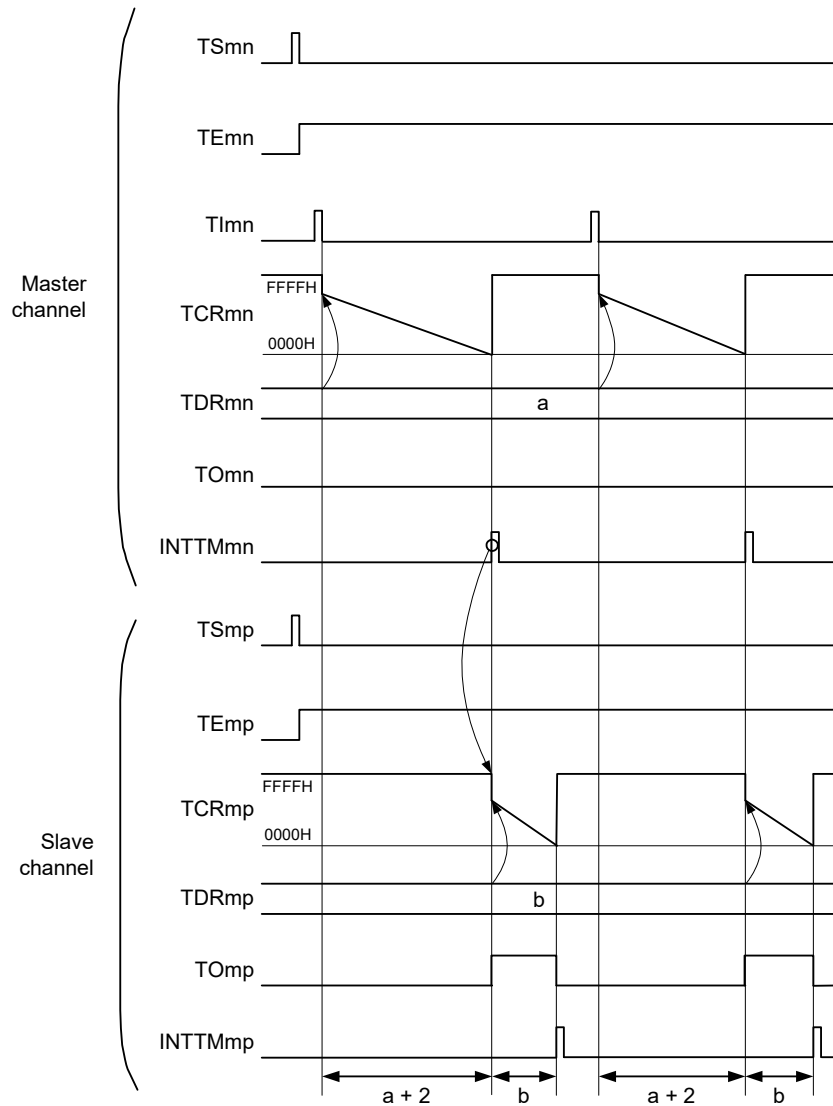 TSmn
TEmn
TImn
Master
channel
FFFFH
TCRmn
0000H
TDRmn
a
TOmn
INTTMmn
TSmp
TEmp
FFFFH
TCRmp
0000H
Slave
channel
TDRmp
b
TOmp
INTTMmp
a + 2 b a + 2 b